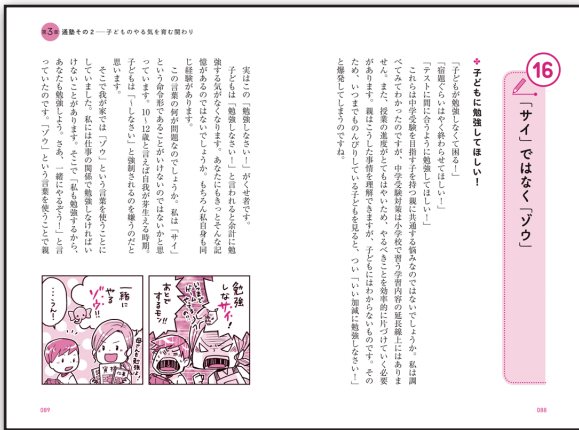 16
「サイ」ではなく「ゾウ」
子どもに勉強してほしい！
「子どもが勉強しなくて困る！」
「宿題ぐらいはやく終わらせてほしい！」
「テストに間に合うように勉強してほしい！」
これらは中学受験を目指す子を持つ親に共通する悩みなのではないでしょうか。私は調
べてみてわかったのですが、中学受験対策は小学校で習う学習内容の延長線上にはありま
せん。また、授業の進度がとてもはやいため、やるべきことを効率的に片づけていく必要
があります。親はこうした事情を理解できますが、子どもにはわからないものです。その
ため、いつまでものんびりしている子どもを見ると、つい「いい加減に勉強しなさい！」
と爆発してしまうのですね。
088
第3章 通塾その2──子どものやる気を育む関わり
実はこの「勉強しなさい！」がくせ者です。
子どもは「勉強しなさい！」と言われると余計に勉
強する気がなくなります。あなたにもきっとそんな記
憶があるのではないでしょうか。もちろん私自身も同
じ経験があります。
この言葉の何が問題なのでしょうか。私は「サイ」
という命令形であることがいけないのではないかと思
っています。10〜12歳と言えば自我が芽生える時期。
子どもは「〜しなさい」と強制されるのを嫌うのだと
思います。
そこで我が家では「ゾウ」という言葉を使うことに
していました。私には仕事の関係で勉強しなければい
けないことがあります。そこで「私も勉強するから、
あなたも勉強しよう。さあ、一緒にやるぞう！」と言
っていたのです。「ゾウ」という言葉を使うことで親
勉強
しなサイ！
あとで
するモン!!
一緒に
やる
ゾウ!!
…うん！
089